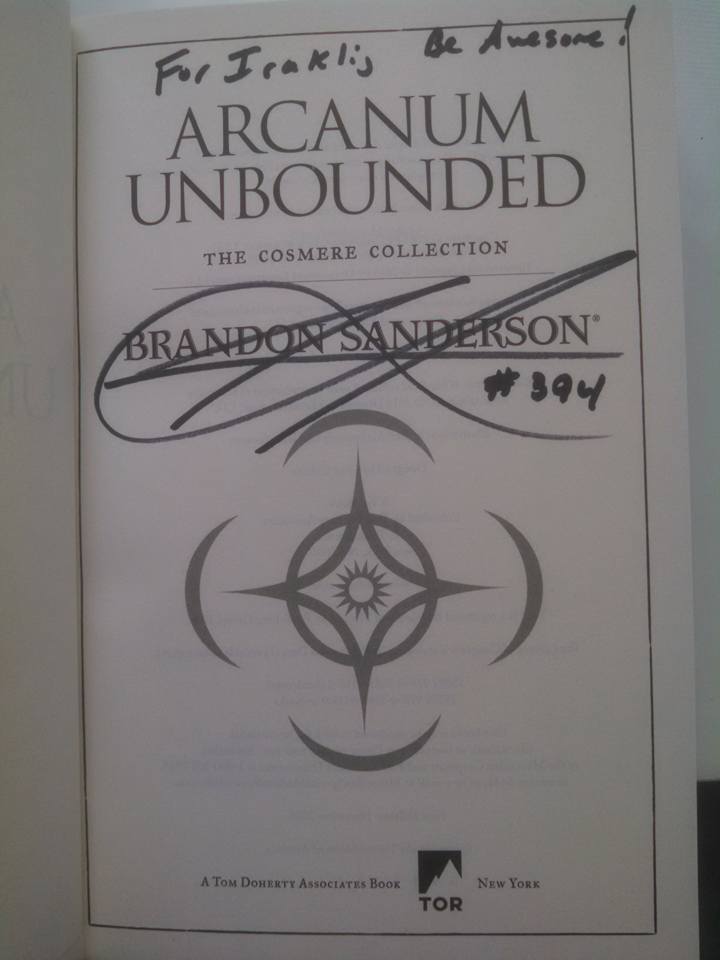 For Iraklis Be Awesome!
ARCANUM
UNBOUNDED
THE COSMERE COLLECTION
BRANDON SANDERSON®
#394
A TOM DOHERTY ASSOCIATES BOOK TOR NEW YORK